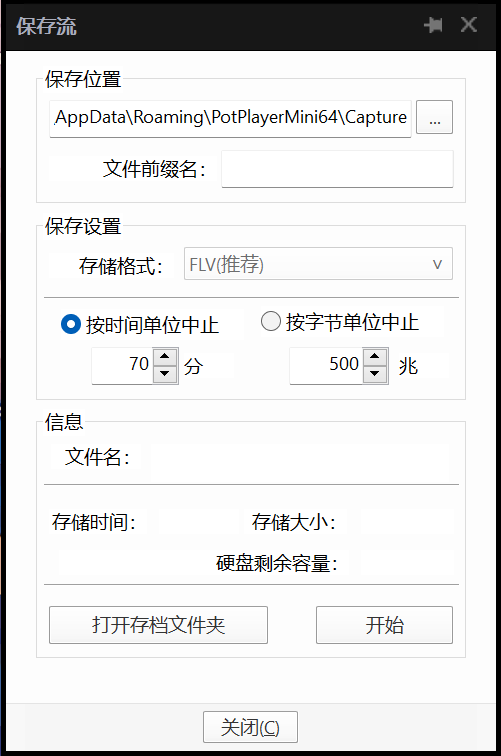 保存流
保存位置
AppData\Roaming\PotPlayerMini64\Capture ...
文件前缀名：
保存设置
存储格式： FLV(推荐)
按时间单位中止 按字节单位中止
70 分 500 兆
信息
文件名：
存储时间： 存储大小：
硬盘剩余容量：
打开存档文件夹 开始
关闭(C)